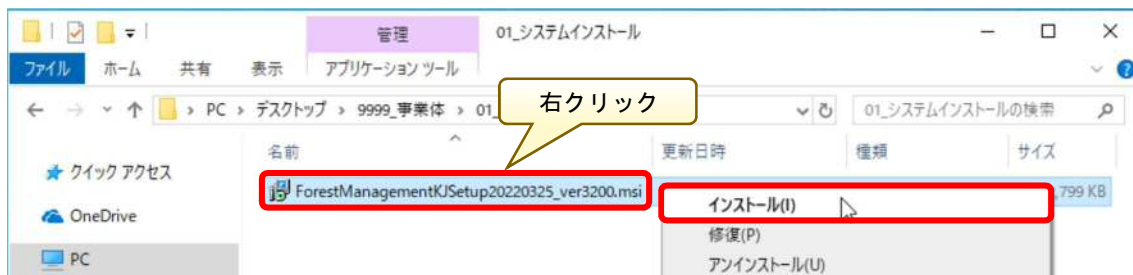 管理 01_システムインストール
ファイル ホーム 共有 表示 アプリケーション ツール
右クリック
PC > デスクトップ > 9999_事業体 > 01_ 01_システムインストールの検索
名前 更新日時 種類 サイズ
クイック アクセス
ForestManagementKJSetup20220325_ver3200.msi ,799 KB
インストール(I)
OneDrive
修復(P)
PC
アンインストール(U)